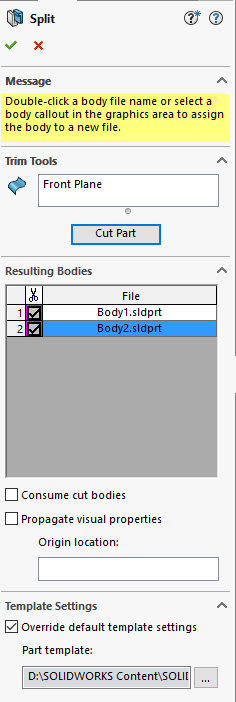 Split
Message
Double-click a body file name or select a
body callout in the graphics area to assign
the body to a new file.
Trim Tools
Front Plane
Cut Part
Resulting Bodies
File
1 Body1.sldprt
2 Body2.sldprt
Consume cut bodies
Propagate visual properties
Origin location:
Template Settings
Override default template settings
Part template:
D:\SOLIDWORKS Content\SOLID
...